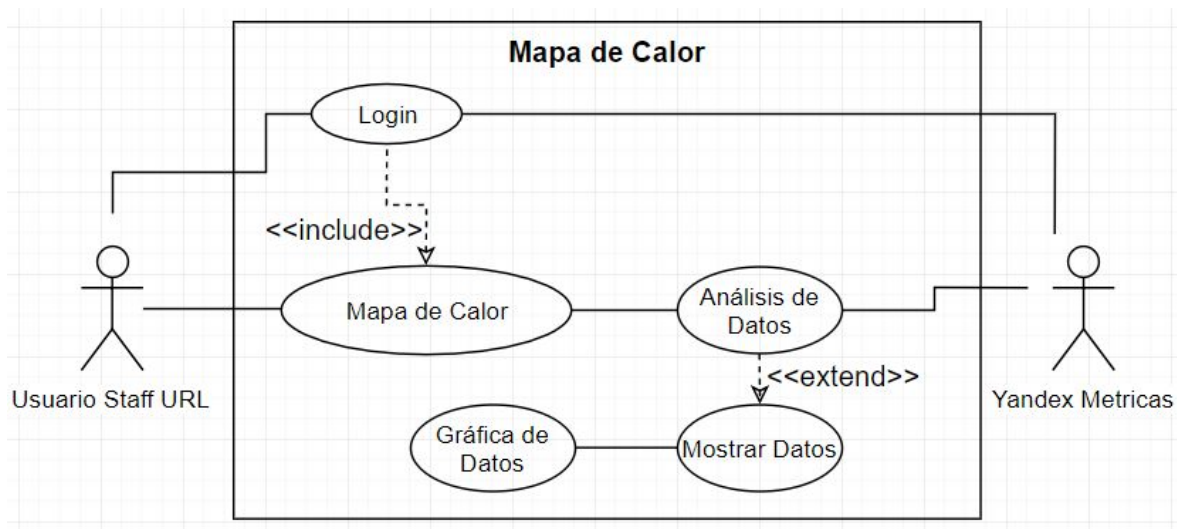 Mapa de Calor
Login
<<include>>
Mapa de Calor
Análisis de
Datos
<<extend>>
Usuario Staff URL
Yandex Metricas
Gráfica de
Datos
Mostrar Datos